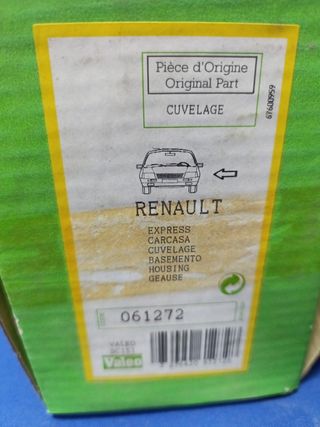 Pièce d'Origine
Original Part
CUVELAGE
RENAULT
EXPRESS
CARCASA
CUVELAGE
BASEMENTO
HOUSING
GEAUSE
061272
VALEO
Valeo